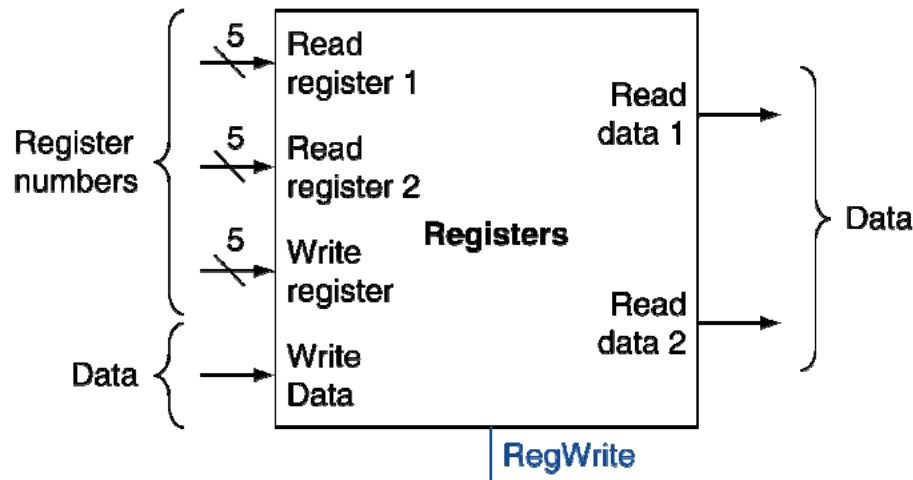 Register
numbers
5
Read
register 1
5
Read
register 2
5
Write
register
Data
Write
Data
Registers
Read
data 1
Read
data 2
Data
RegWrite